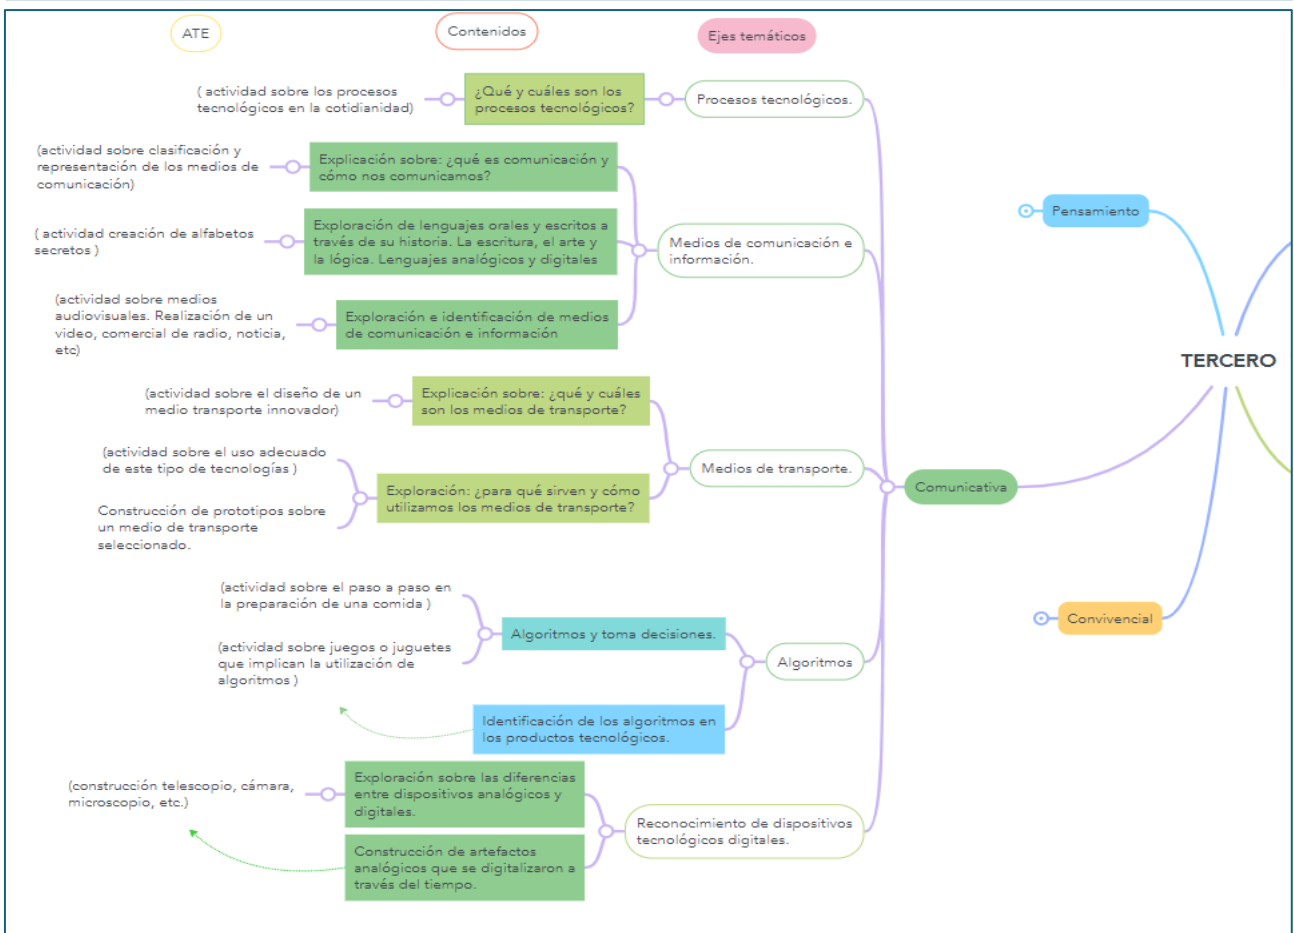 ATE
Contenidos
Ejes temáticos
( actividad sobre los procesos
tecnológicos en la cotidianidad)
¿Qué y cuáles son los
procesos tecnológicos?
Procesos tecnológicos.
(actividad sobre clasificación y
representación de los medios de
comunicación)
Explicación sobre: ¿qué es comunicación y
cómo nos comunicamos?
( actividad creación de alfabetos
secretos )
Exploración de lenguajes orales y escritos a
través de su historia. La escritura, el arte y
la lógica. Lenguajes analógicos y digitales
Medios de comunicación e
información.
(actividad sobre medios
audiovisuales. Realización de un
video, comercial de radio, noticia,
etc)
Exploración e identificación de medios
de comunicación e información
(actividad sobre el diseño de un
medio transporte innovador)
Explicación sobre: ¿qué y cuáles
son los medios de transporte?
(actividad sobre el uso adecuado
de este tipo de tecnologías )
Construcción de prototipos sobre
un medio de transporte
seleccionado.
Exploración: ¿para qué sirven y cómo
utilizamos los medios de transporte?
Medios de transporte.
(actividad sobre el paso a paso en
la preparación de una comida )
(actividad sobre juegos o juguetes
que implican la utilización de
algoritmos )
Algoritmos y toma decisiones.
Identificación de los algoritmos en
los productos tecnológicos.
Algoritmos
(construcción telescopio, cámara,
microscopio, etc.)
Exploración sobre las diferencias
entre dispositivos analógicos y
digitales.
Construcción de artefactos
analógicos que se digitalizaron a
través del tiempo.
Reconocimiento de dispositivos
tecnológicos digitales.
Comunicativa
Pensamiento
TERCERO
Convivencial